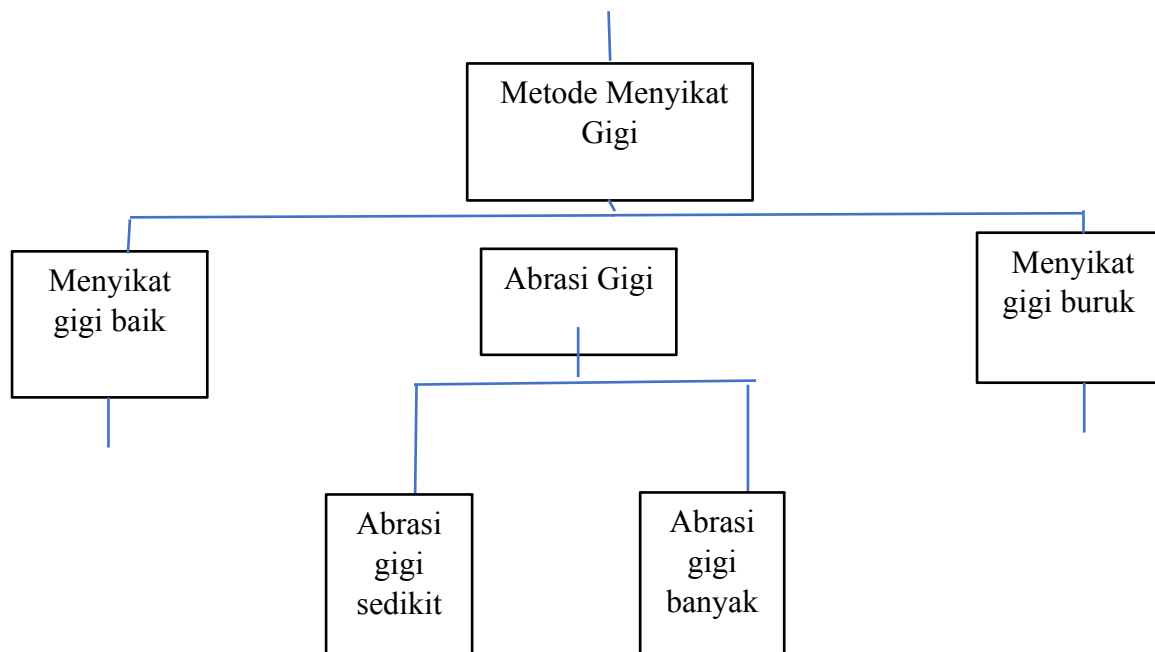 Metode Menyikat
Gigi
Menyikat
gigi baik
Abrasi Gigi
Menyikat
gigi buruk
Abrasi
gigi
sedikit
Abrasi
gigi
banyak